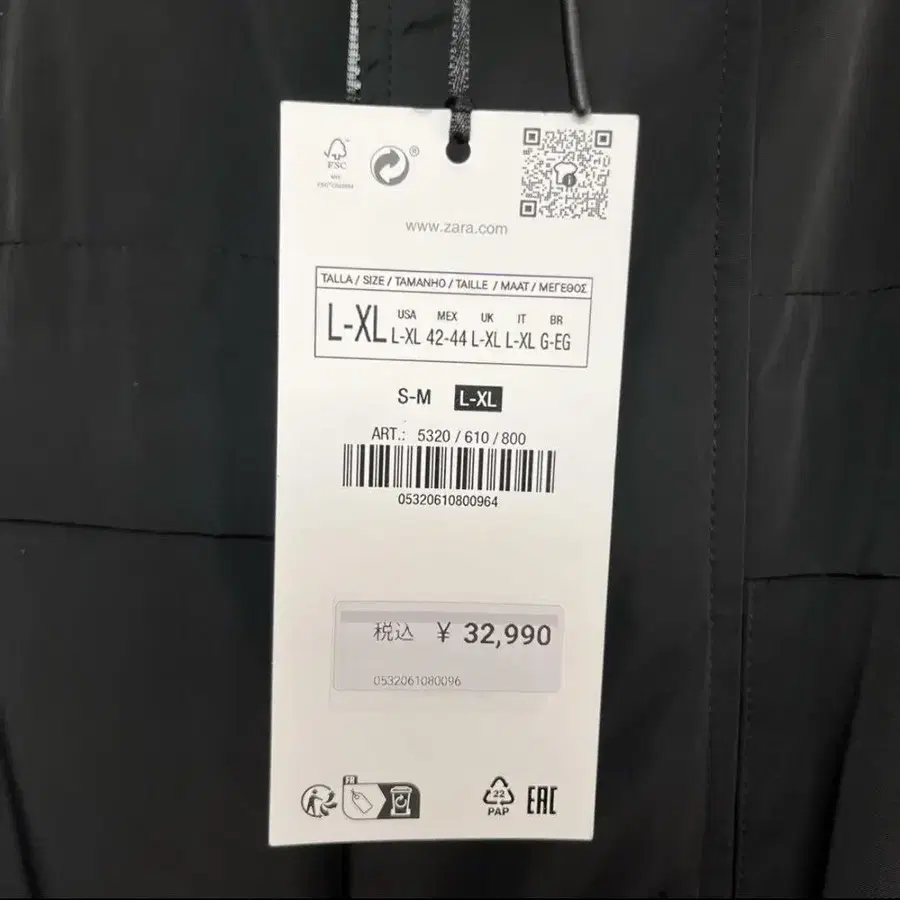 FSC
®
www.zara.com
TALLA / SIZE / TAMANHO / TAILLE / MAAT / ΜΕΓΕΘΟΣ
L-XL
USA MEX UK IT BR
L-XL 42-44 L-XL L-XL G-EG
S-M L-XL
ART.: 5320 / 610 / 800
05320610800964
税込 ¥ 32,990
0532061080096
FR
22
PAP
EAC